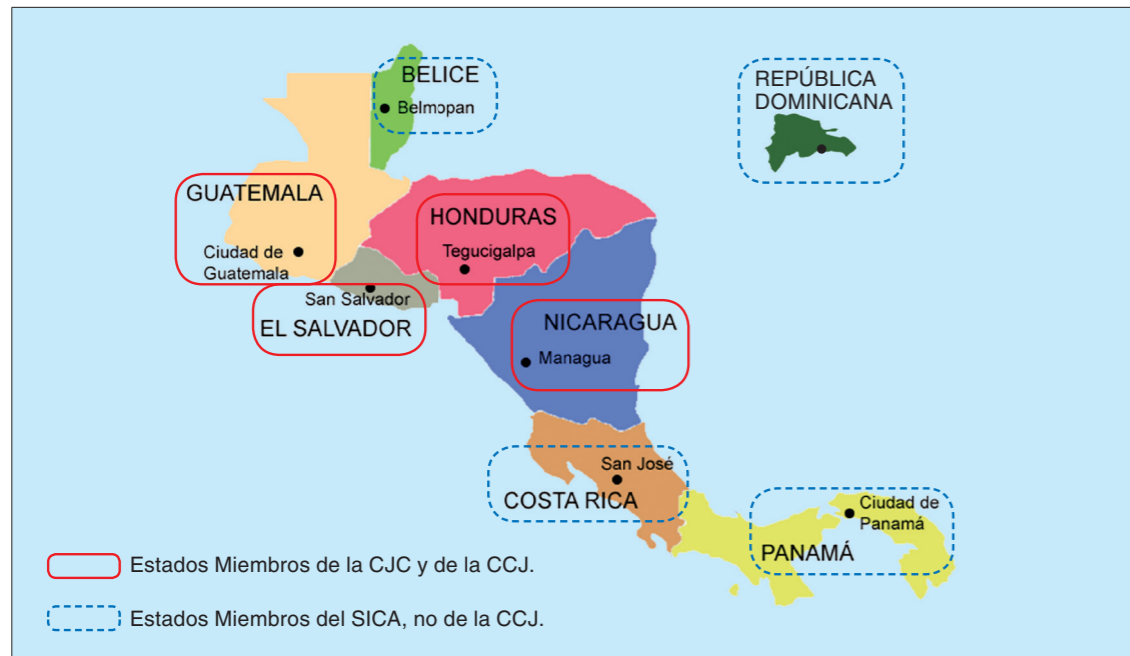 BELICE
Belmopan
REPÚBLICA
DOMINICANA
GUATEMALA
Ciudad de
Guatemala
HONDURAS
Tegucigalpa
San Salvador
EL SALVADOR
NICARAGUA
Managua
San José
COSTA RICA
Ciudad de
Panamá
PANAMÁ
Estados Miembros de la CJC y de la CCJ.
Estados Miembros del SICA, no de la CCJ.